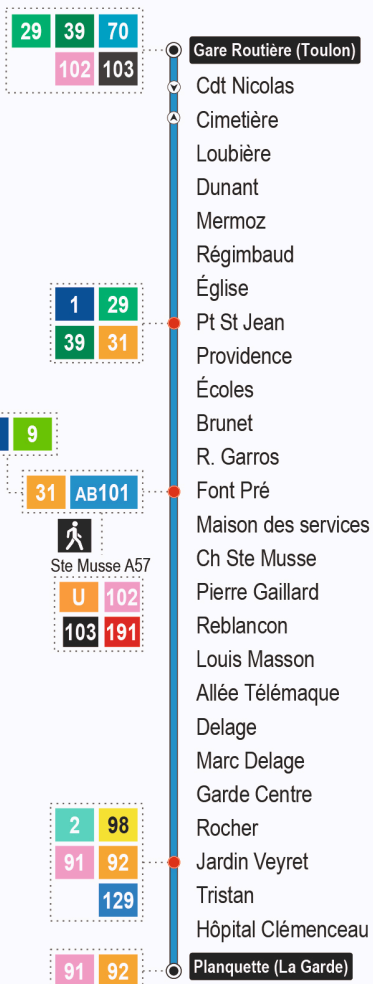 29 39 70
102 103
Gare Routière (Toulon)
Cdt Nicolas
Cimetière
Loubière
Dunant
Mermoz
Régimbaud
Église
1 29
39 31
Pt St Jean
Providence
Écoles
Brunet
9
R. Garros
31 AB101
Font Pré
Maison des services
Ste Musse A57
Ch Ste Musse
U 102
103 191
Pierre Gaillard
Reblancon
Louis Masson
Allée Télémaque
Delage
Marc Delage
Garde Centre
2 98
91 92
129
Rocher
Jardin Veyret
Tristan
Hôpital Clémenceau
91 92
Planquette (La Garde)